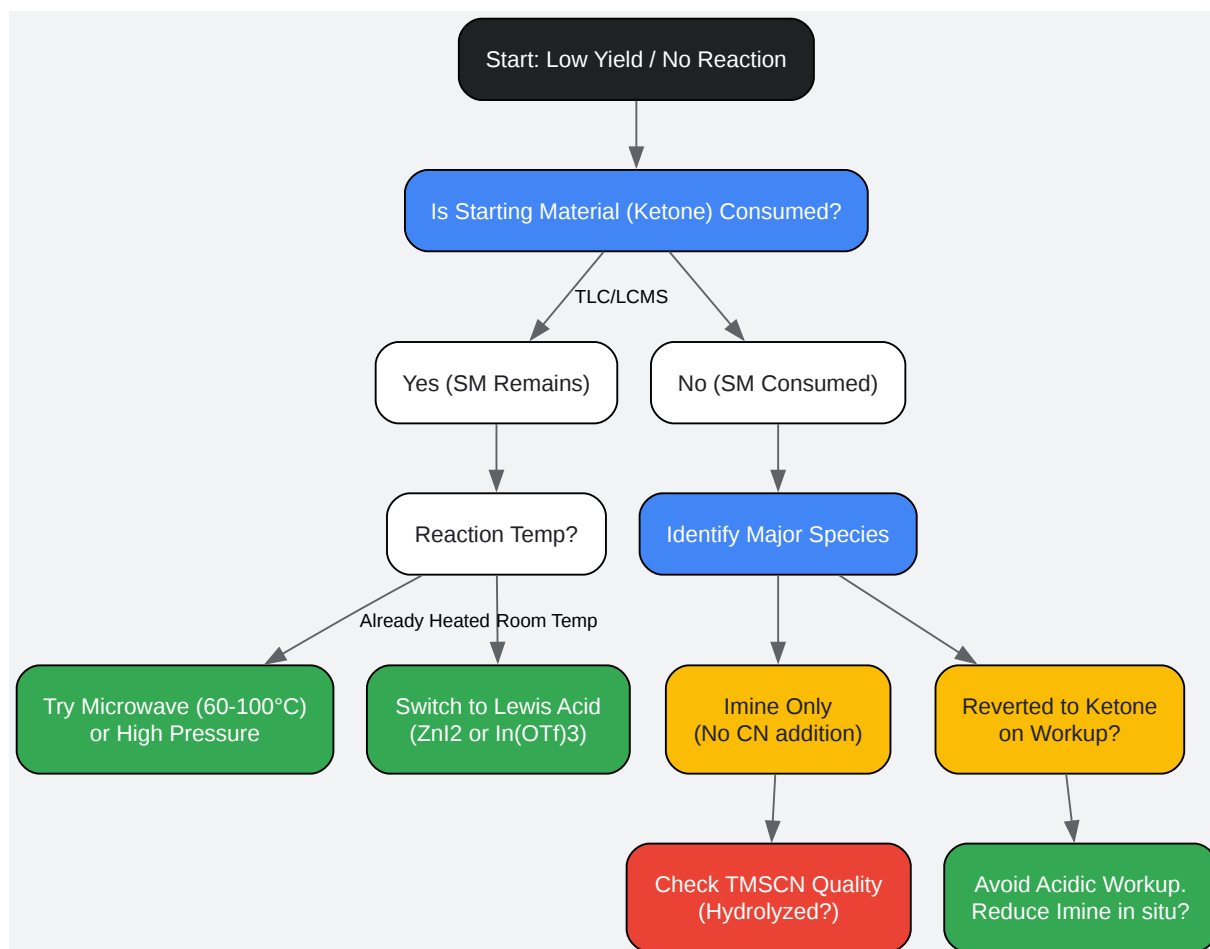 Start: Low Yield / No Reaction
Is Starting Material (Ketone) Consumed?
TLC/LCMS
Yes (SM Remains)
No (SM Consumed)
Reaction Temp?
Identify Major Species
Already Heated
Room Temp
Try Microwave (60-100°C)
or High Pressure
Switch to Lewis Acid
(ZnI2 or In(OTf)3)
Imine Only
(No CN addition)
Reverted to Ketone
on Workup?
Check TMSCN Quality
(Hydrolyzed?)
Avoid Acidic Workup.
Reduce Imine in situ?